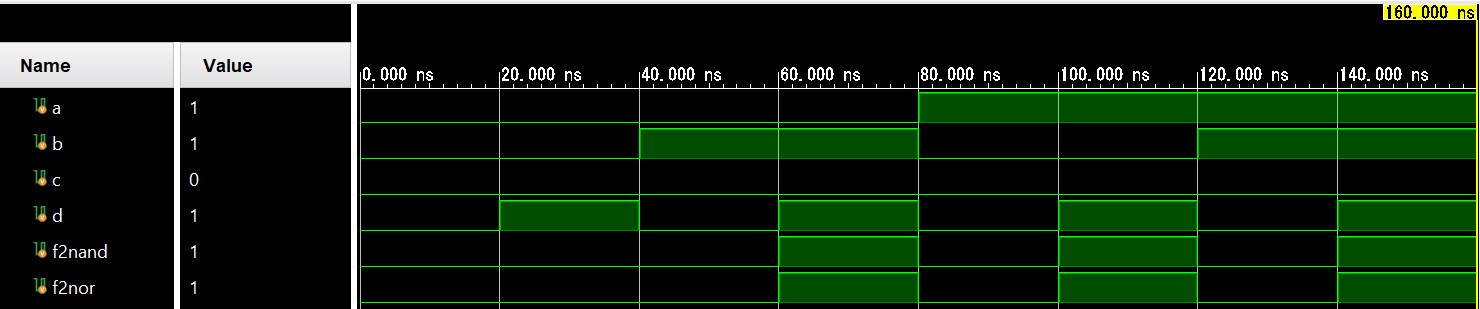 160.000 ns
Name Value
0.000 ns 20.000 ns 40.000 ns 60.000 ns 80.000 ns 100.000 ns 120.000 ns 140.000 ns
a 1
b 1
c 0
d 1
f2nand 1
f2nor 1